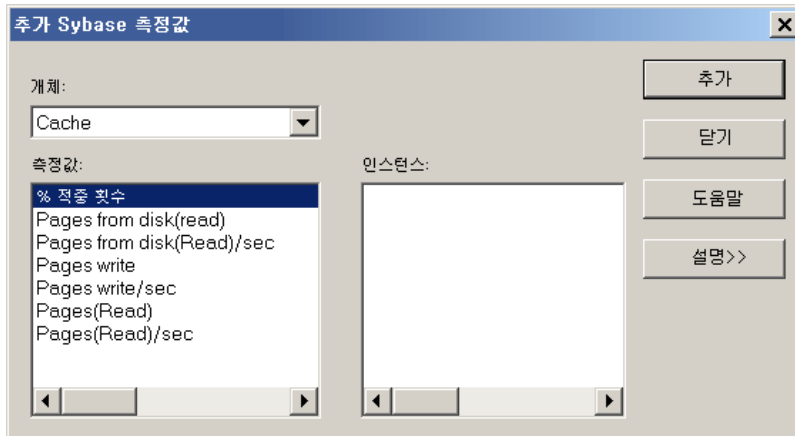 추가 Sybase 측정값
개체:
Cache
측정값:
% 적중 횟수
Pages from disk(read)
Pages from disk(Read)/sec
Pages write
Pages write/sec
Pages(Read)
Pages(Read)/sec
인스턴스:
추가
닫기
도움말
설명>>